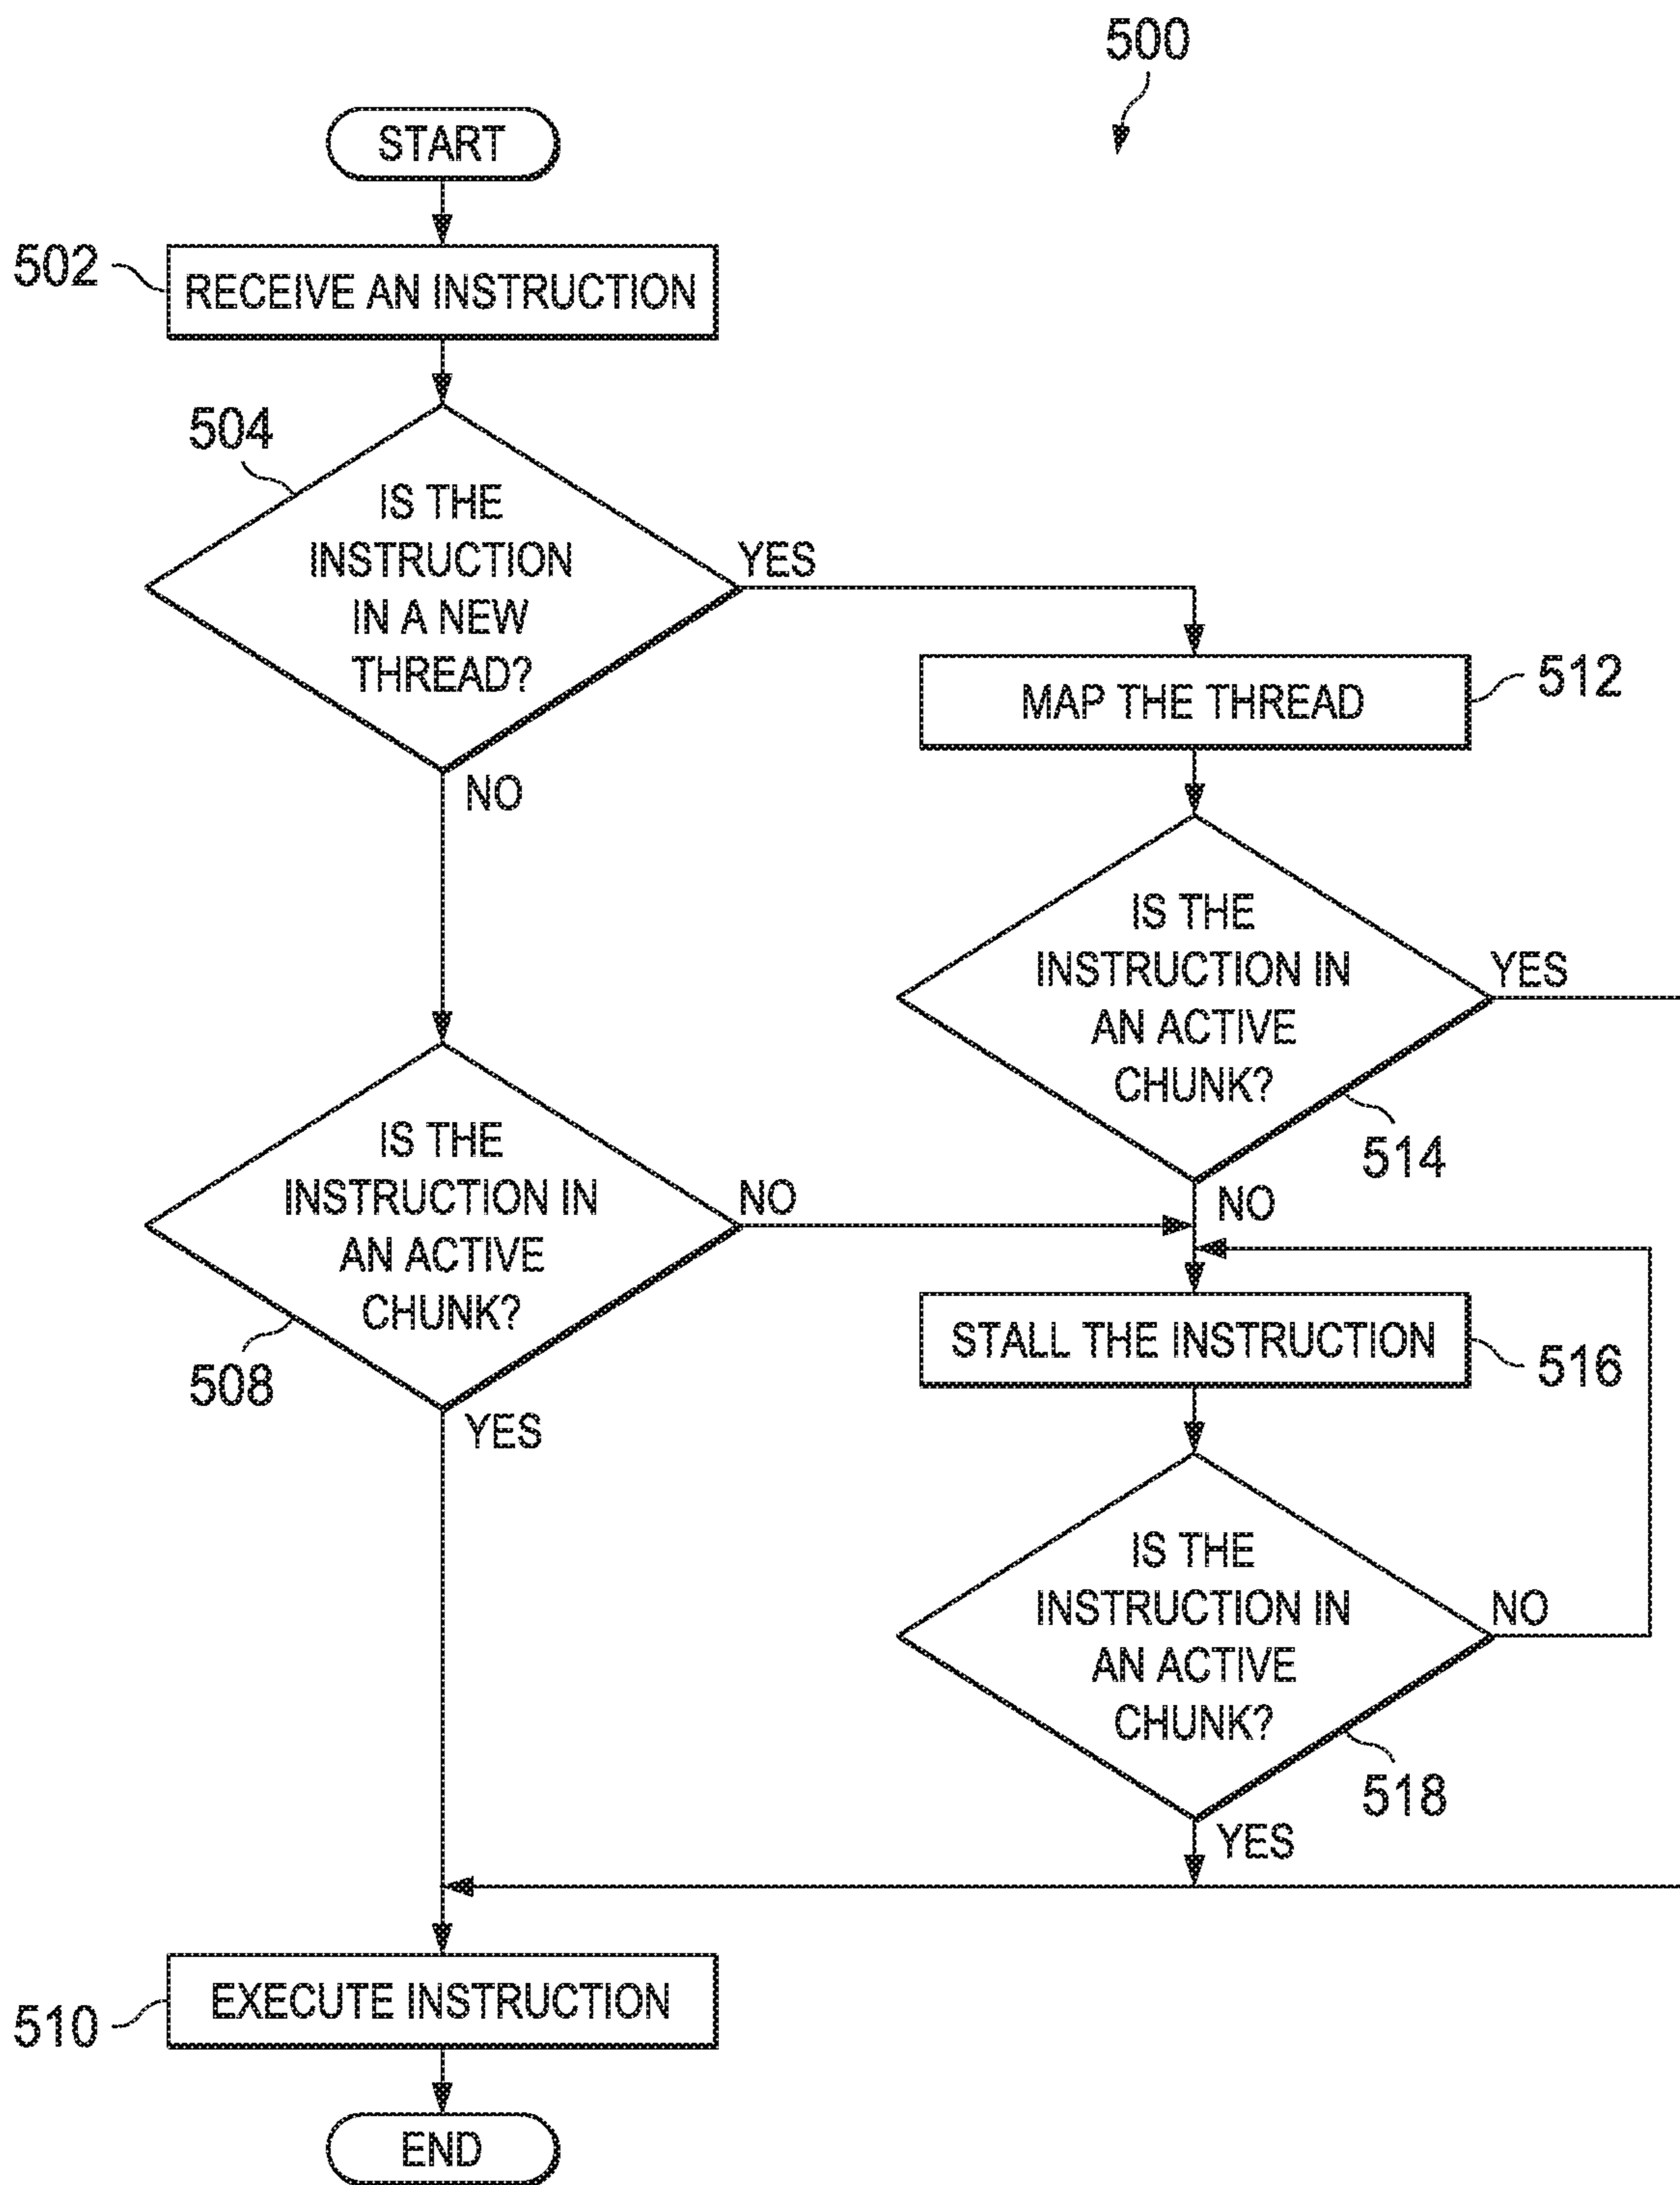 500
START
502
RECEIVE AN INSTRUCTION
504
IS THE
INSTRUCTION
IN A NEW
THREAD?
YES
NO
512
MAP THE THREAD
IS THE
INSTRUCTION IN
AN ACTIVE
CHUNK?
YES
514
NO
IS THE
INSTRUCTION IN
AN ACTIVE
CHUNK?
NO
508
YES
STALL THE INSTRUCTION
516
IS THE
INSTRUCTION IN
AN ACTIVE
CHUNK?
NO
518
YES
EXECUTE INSTRUCTION
510
END